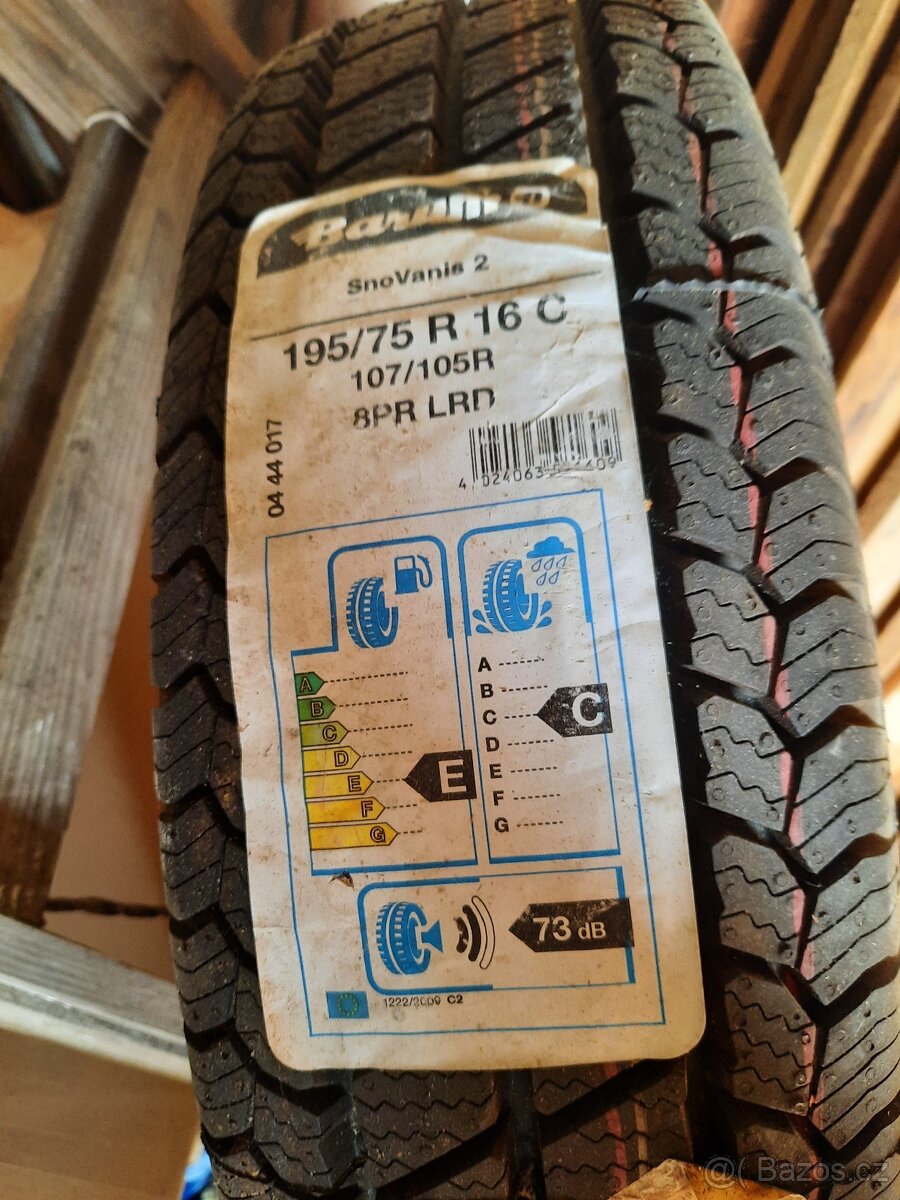 Barum
SnoVanis 2
195/75 R 16 C
107/105R
8PR LRD
04 44 017
A
B
C
D
E
F
G
E
A
B
C
D
E
F
G
C
73 dB
1222/2009 C2
Bazos.cz